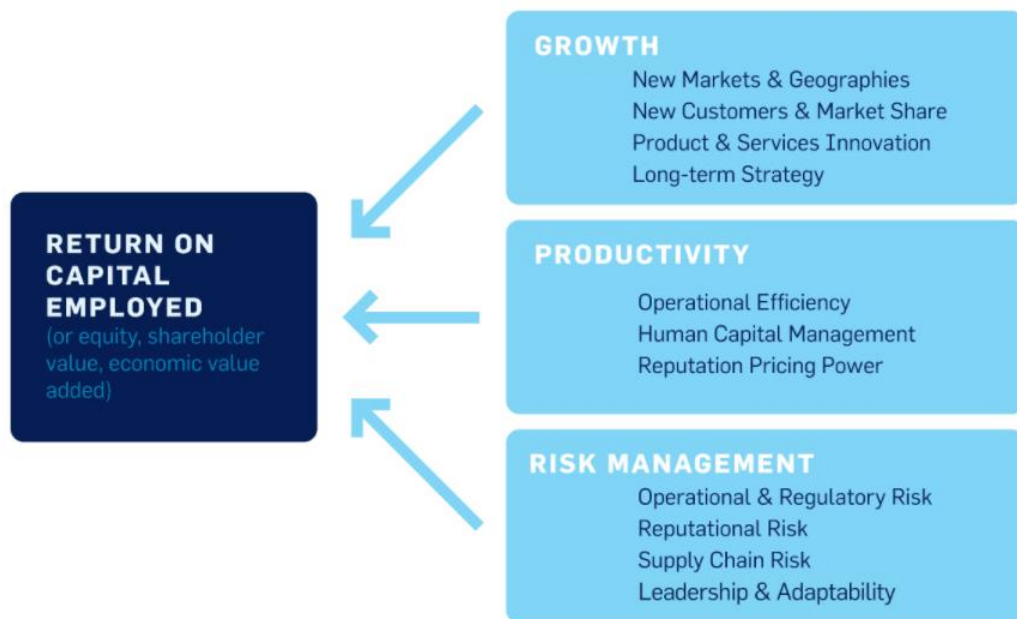 RETURN ON
CAPITAL
EMPLOYED
(or equity, shareholder
value, economic value
added)
GROWTH
New Markets & Geographies
New Customers & Market Share
Product & Services Innovation
Long-term Strategy
PRODUCTIVITY
Operational Efficiency
Human Capital Management
Reputation Pricing Power
RISK MANAGEMENT
Operational & Regulatory Risk
Reputational Risk
Supply Chain Risk
Leadership & Adaptability